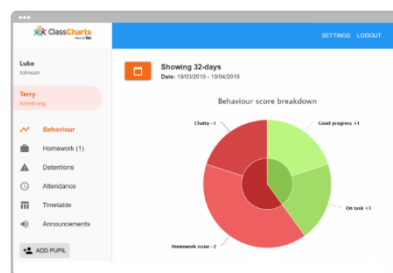 ClassCharts
SETTINGS LOGOUT
Luke
Johnson
Terry
Armstrong
Behaviour
Homework (1)
Detentions
Attendance
Timetable
Announcements
ADD PUPIL
Showing 32-days
Date: 19/03/2019 - 19/04/2019
Behaviour score breakdown
Chatty -1
Good progress +1
On task +1
Homework issue -2